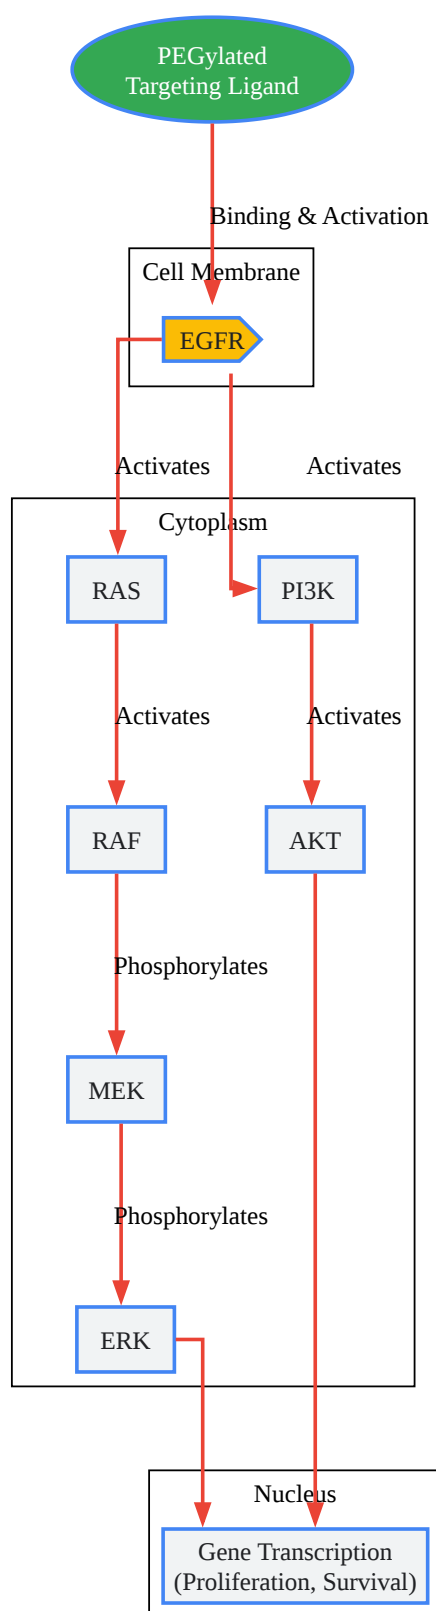 PEGylated
Targeting Ligand
Binding & Activation
Cell Membrane
EGFR
Activates
Activates
Cytoplasm
RAS
PI3K
Activates
Activates
RAF
AKT
Phosphorylates
MEK
Phosphorylates
ERK
Nucleus
Gene Transcription
(Proliferation, Survival)